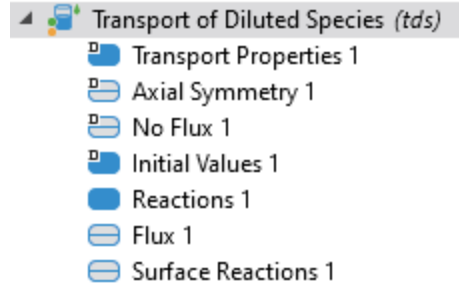 Transport of Diluted Species (tds)
D Transport Properties 1
D Axial Symmetry 1
D No Flux 1
D Initial Values 1
Reactions 1
Flux 1
Surface Reactions 1